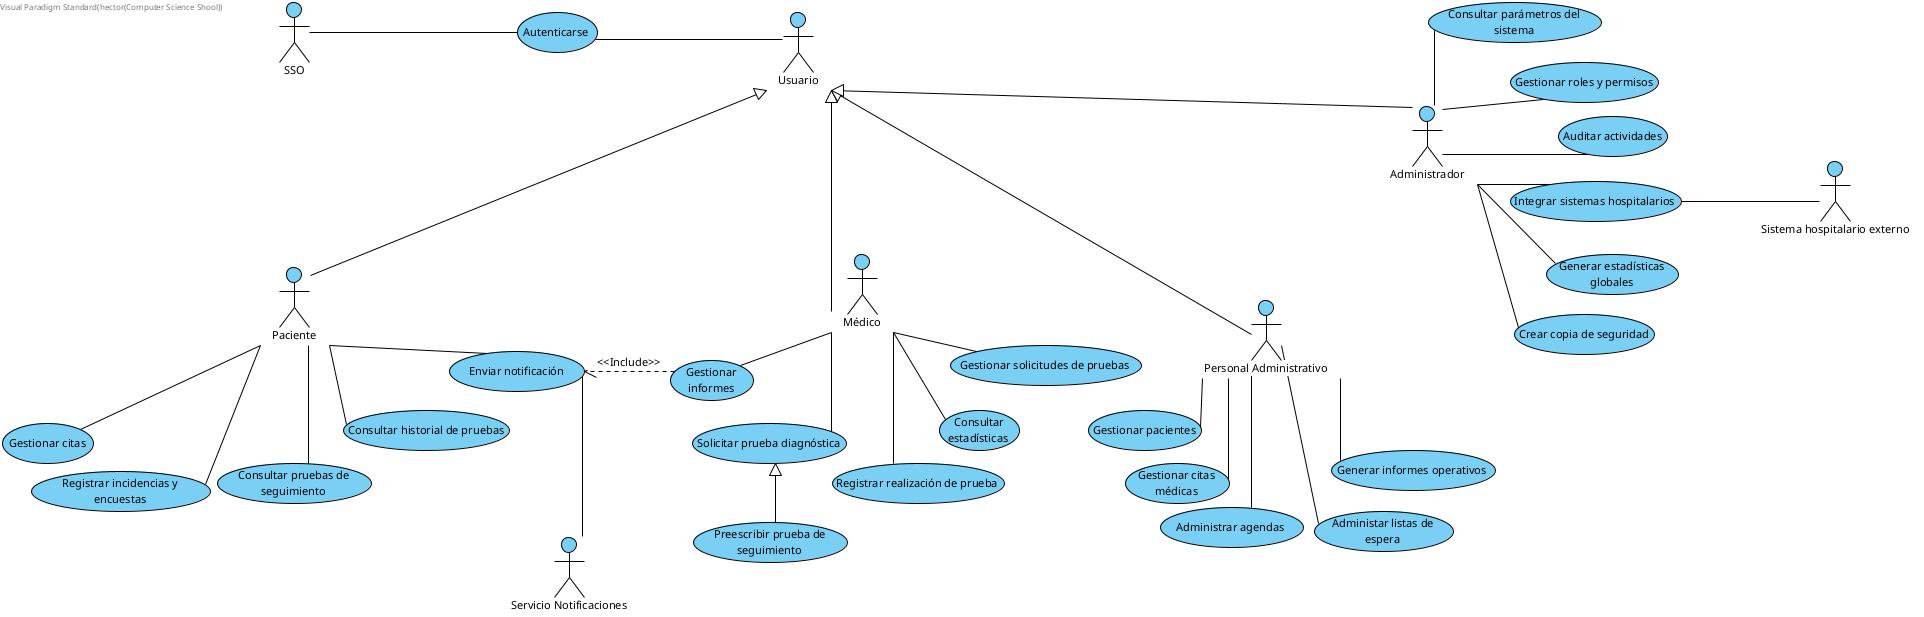 Visual Paradigm Standard(hector(Computer Science Shool))
SSO
Autenticarse
Usuario
Consultar parámetros del
sistema
Gestionar roles y permisos
Auditar actividades
Administrador
Integrar sistemas hospitalarios
Sistema hospitalario externo
Generar estadísticas
globales
Crear copia de seguridad
Paciente
Médico
Personal Administrativo
Enviar notificación
<<Include>>
Gestionar
informes
Gestionar solicitudes de pruebas
Gestionar citas
Registrar incidencias y
encuestas
Consultar pruebas de
seguimiento
Consultar historial de pruebas
Solicitar prueba diagnóstica
Consultar
estadísticas
Registrar realización de prueba
Preescribir prueba de
seguimiento
Gestionar pacientes
Gestionar citas
médicas
Administrar agendas
Administar listas de
espera
Generar informes operativos
Servicio Notificaciones